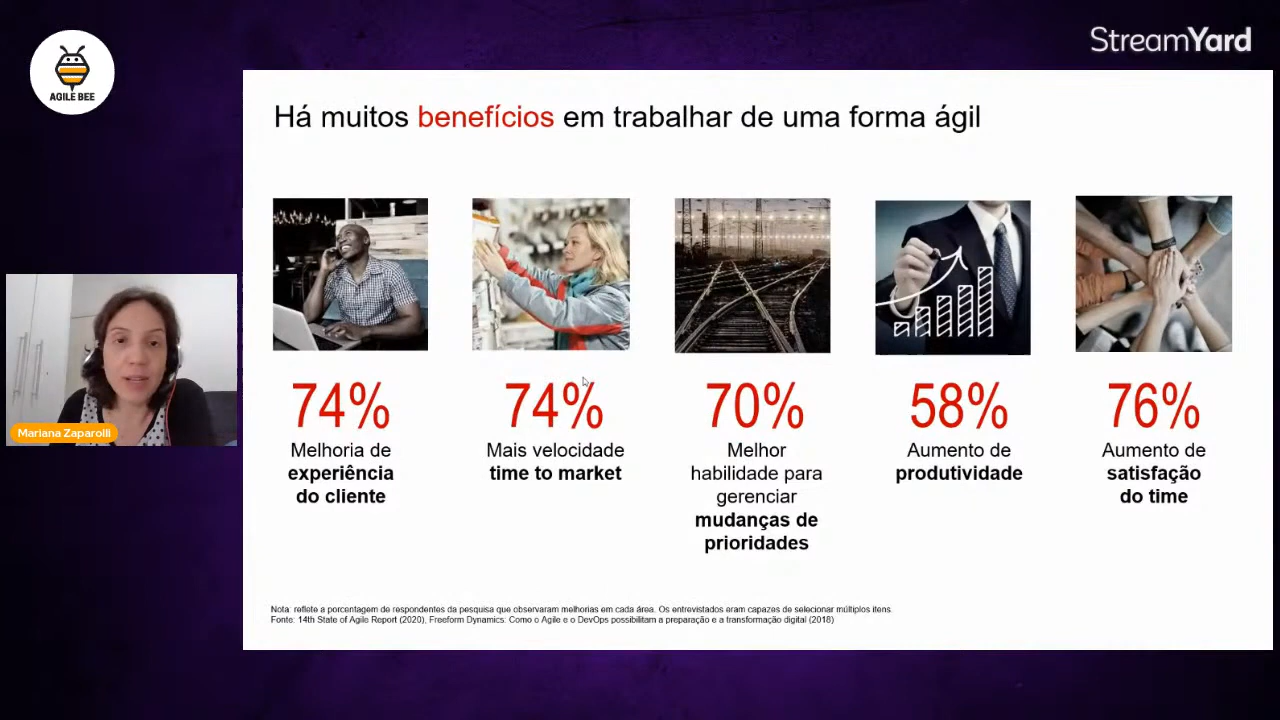 AGILE BEE
StreamYard
Há muitos benefícios em trabalhar de uma forma ágil
74%
Melhoria de
experiência
do cliente
74%
Mais velocidade
time to market
70%
Melhor
habilidade para
gerenciar
mudanças de
prioridades
58%
Aumento de
produtividade
76%
Aumento de
satisfação
do time
Mariana Zaparolli
Nota: reflete a porcentagem de respondentes da pesquisa que observaram melhorias em cada área. Os entrevistados eram capazes de selecionar múltiplos itens.
Fonte: 14th State of Agile Report (2020), Freeform Dynamics: Como o Agile e o DevOps possibilitam a preparação e a transformação digital (2018)